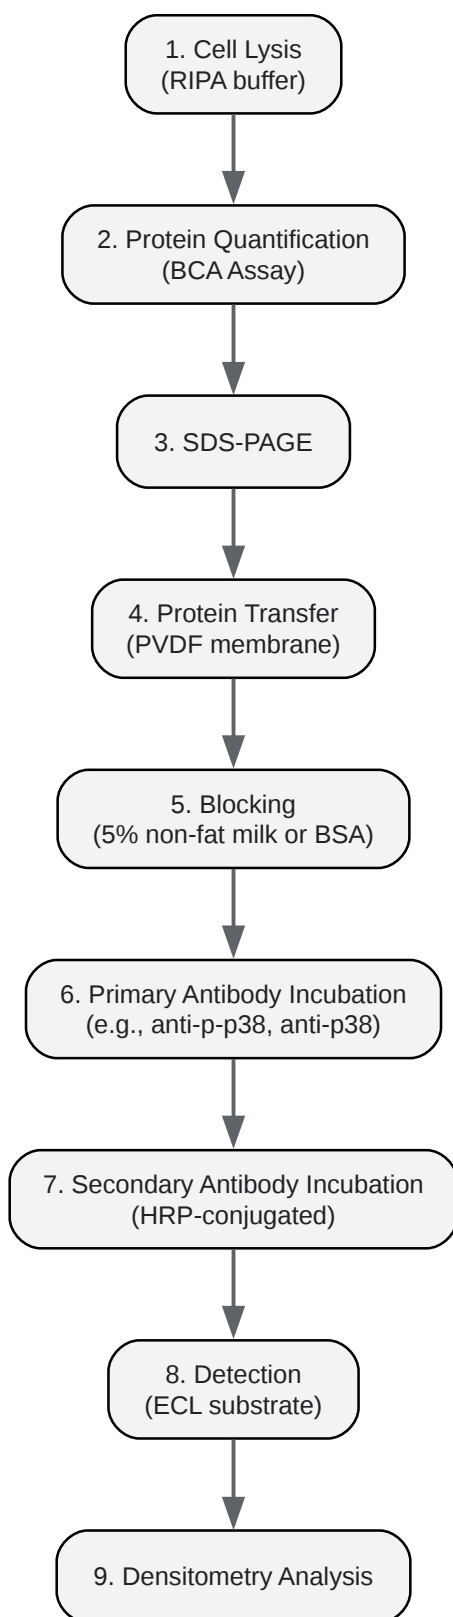 1. Cell Lysis
(RIPA buffer)
2. Protein Quantification
(BCA Assay)
3. SDS-PAGE
4. Protein Transfer
(PVDF membrane)
5. Blocking
(5% non-fat milk or BSA)
6. Primary Antibody Incubation
(e.g., anti-p-p38, anti-p38)
7. Secondary Antibody Incubation
(HRP-conjugated)
8. Detection
(ECL substrate)
9. Densitometry Analysis